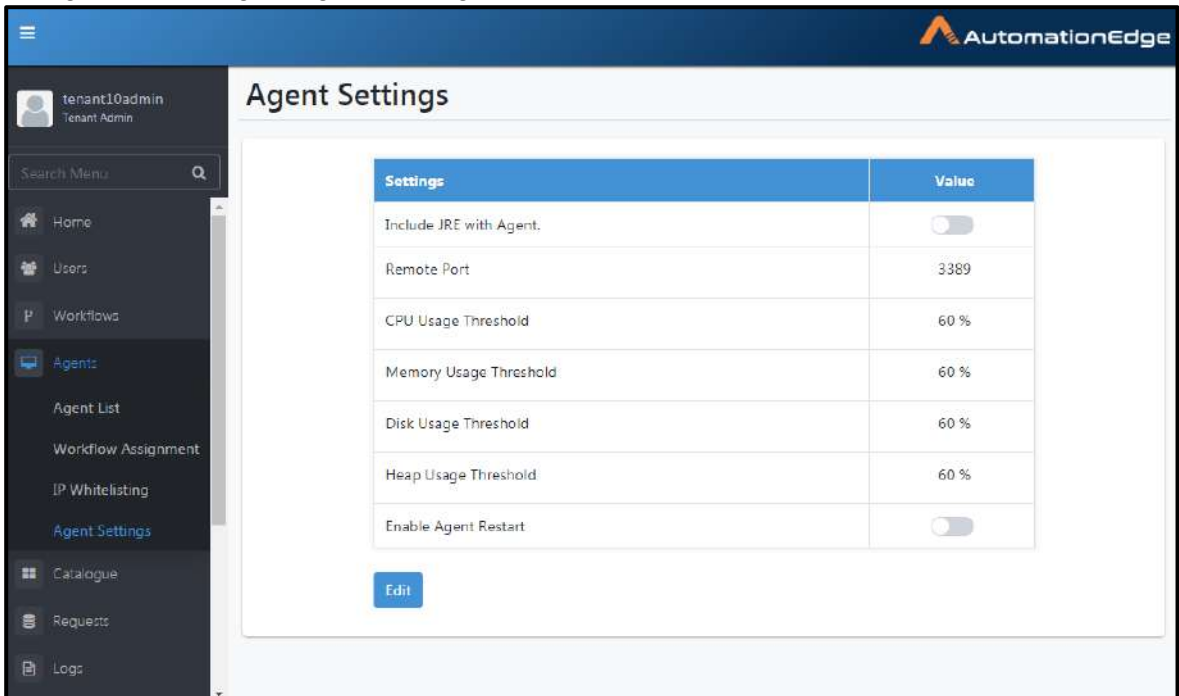 AutomationEdge
tenant10admin
Tenant Admin
Search Menu
Home
Users
Workflows
Agents
Agent List
Workflow Assignment
IP Whitelisting
Agent Settings
Catalogue
Requests
Logs
Agent Settings
Settings Value
Include JRE with Agent.
Remote Port 3389
CPU Usage Threshold 60 %
Memory Usage Threshold 60 %
Disk Usage Threshold 60 %
Heap Usage Threshold 60 %
Enable Agent Restart
Edit